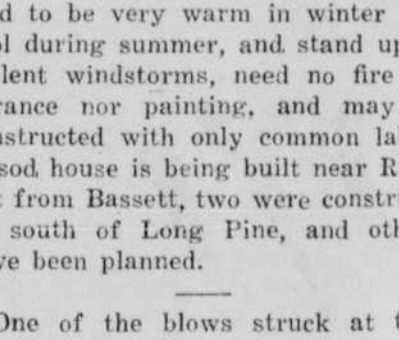 d to be very warm in winter
l during summer, and stand up
lent windstorms, need no fire
rance nor painting, and may
structed with only common la
sod house is being built near R
t from Bassett, two were constr
south of Long Pine, and oth
ve been planned.
One of the blows struck at t